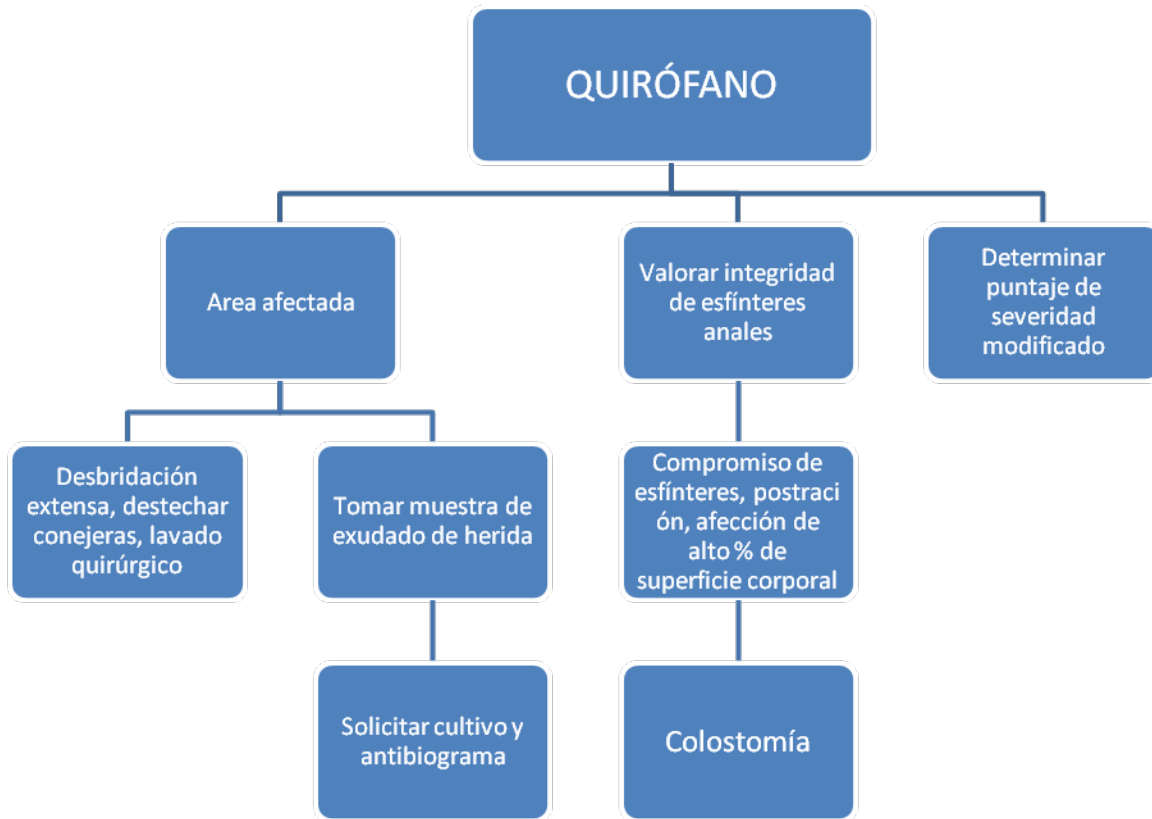 QUIRÓFANO
Area afectada
Valorar integridad
de esfínteres
anales
Determinar
puntaje de
severidad
modificado
Desbridación
extensa, destechar
conejeras, lavado
quirúrgico
Tomar muestra de
exudado de herida
Compromiso de
esfínteres, postraci
ón, afección de
alto % de
superficie corporal
Solicitar cultivo y
antibiograma
Colostomía